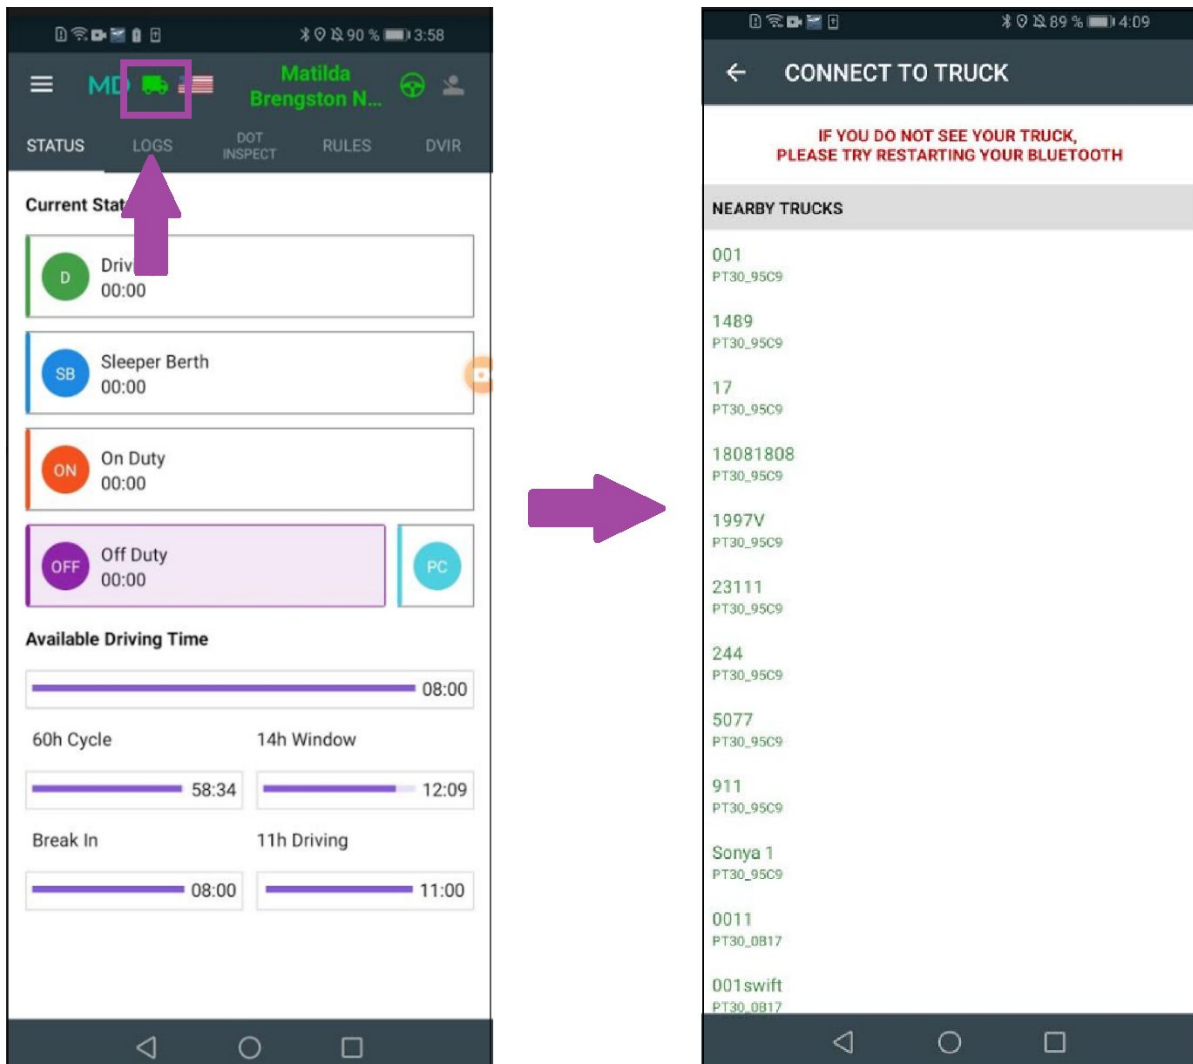 90 % 3:58
MD Matilda
Brengston N...
STATUS LOGS DOT INSPECT RULES DVIR
Current Stat
D Driv
00:00
SB Sleeper Berth
00:00
ON On Duty
00:00
OFF Off Duty
00:00
PC
Available Driving Time
08:00
60h Cycle 14h Window
58:34 12:09
Break In 11h Driving
08:00 11:00
89 % 4:09
CONNECT TO TRUCK
IF YOU DO NOT SEE YOUR TRUCK,
PLEASE TRY RESTARTING YOUR BLUETOOTH
NEARBY TRUCKS
001
PT30_95C9
1489
PT30_95C9
17
PT30_95C9
18081808
PT30_95C9
1997V
PT30_95C9
23111
PT30_95C9
244
PT30_95C9
5077
PT30_95C9
911
PT30_95C9
Sonya 1
PT30_95C9
0011
PT30_0B17
001swift
PT30_0B17